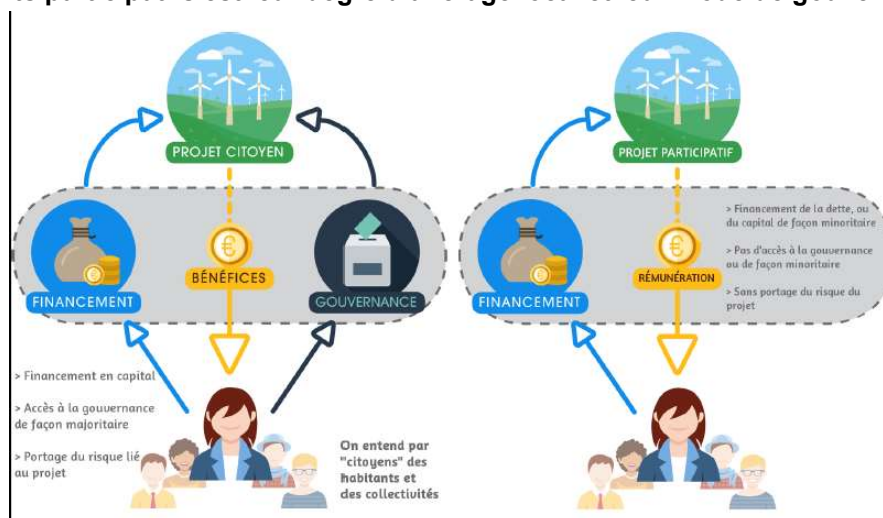 PROJET CITOYEN
FINANCEMENT
BÉNÉFICES
GOUVERNANCE
> Financement en capital
> Accès à la gouvernance
de façon majoritaire
> Portage du risque lié
au projet
On entend par
"citoyens" des
habitants et
des collectivités
PROJET PARTICIPATIF
FINANCEMENT
RÉMUNÉRATION
> Financement de la dette, ou
du capital de façon minoritaire
> Pas d'accès à la gouvernance
ou de façon minoritaire
> Sans portage du risque du
projet